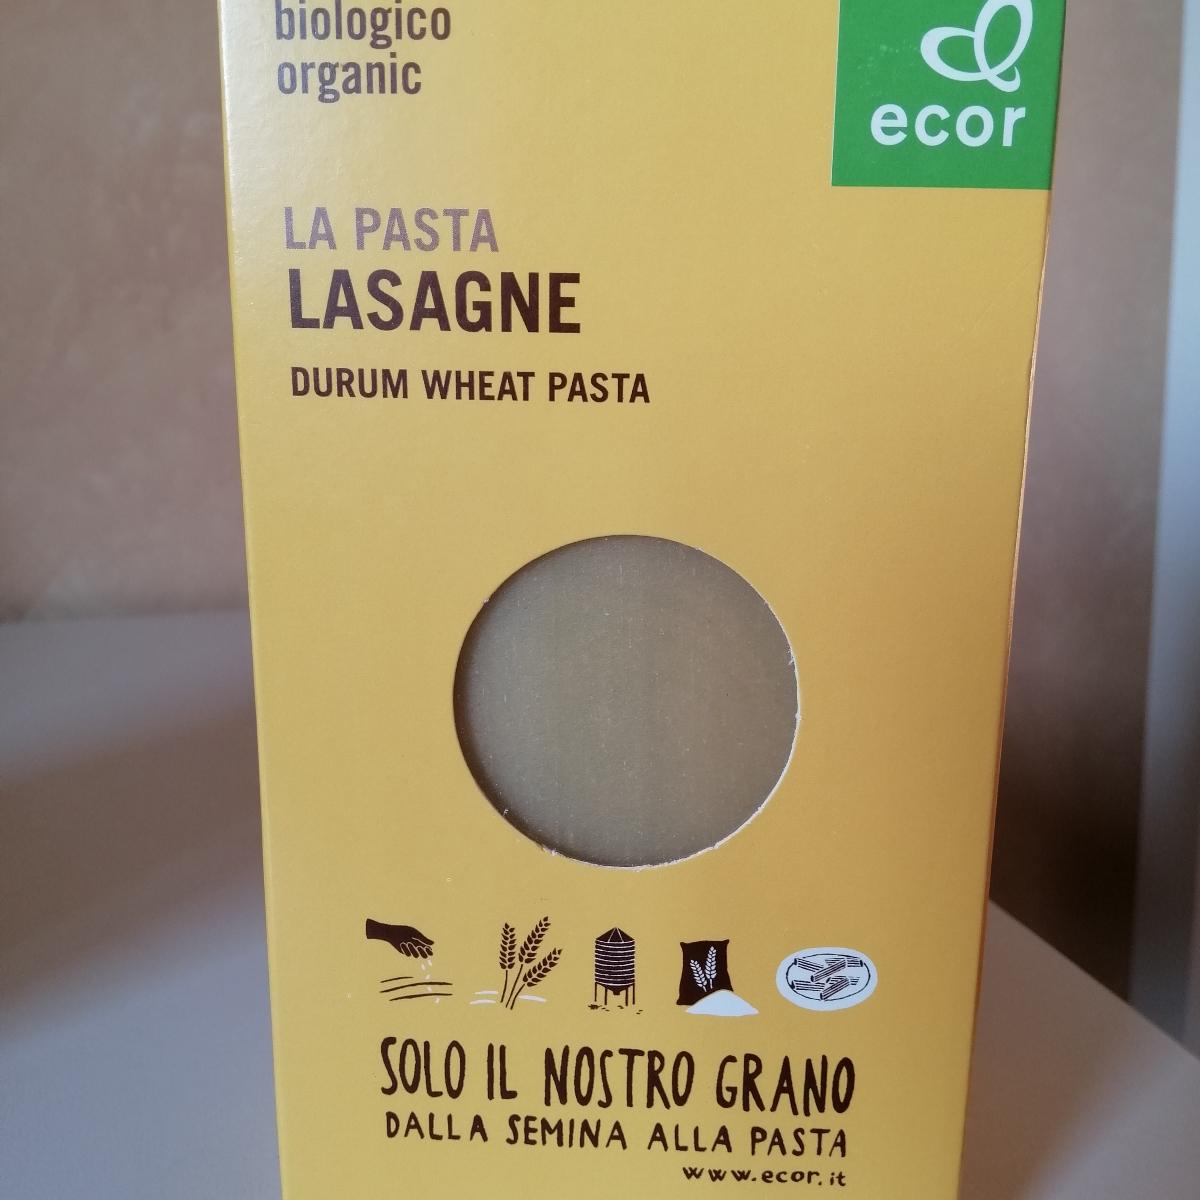 biologico
organic
ecor
LA PASTA
LASAGNE
DURUM WHEAT PASTA
SOLO IL NOSTRO GRANO
DALLA SEMINA ALLA PASTA
www.ecor.it